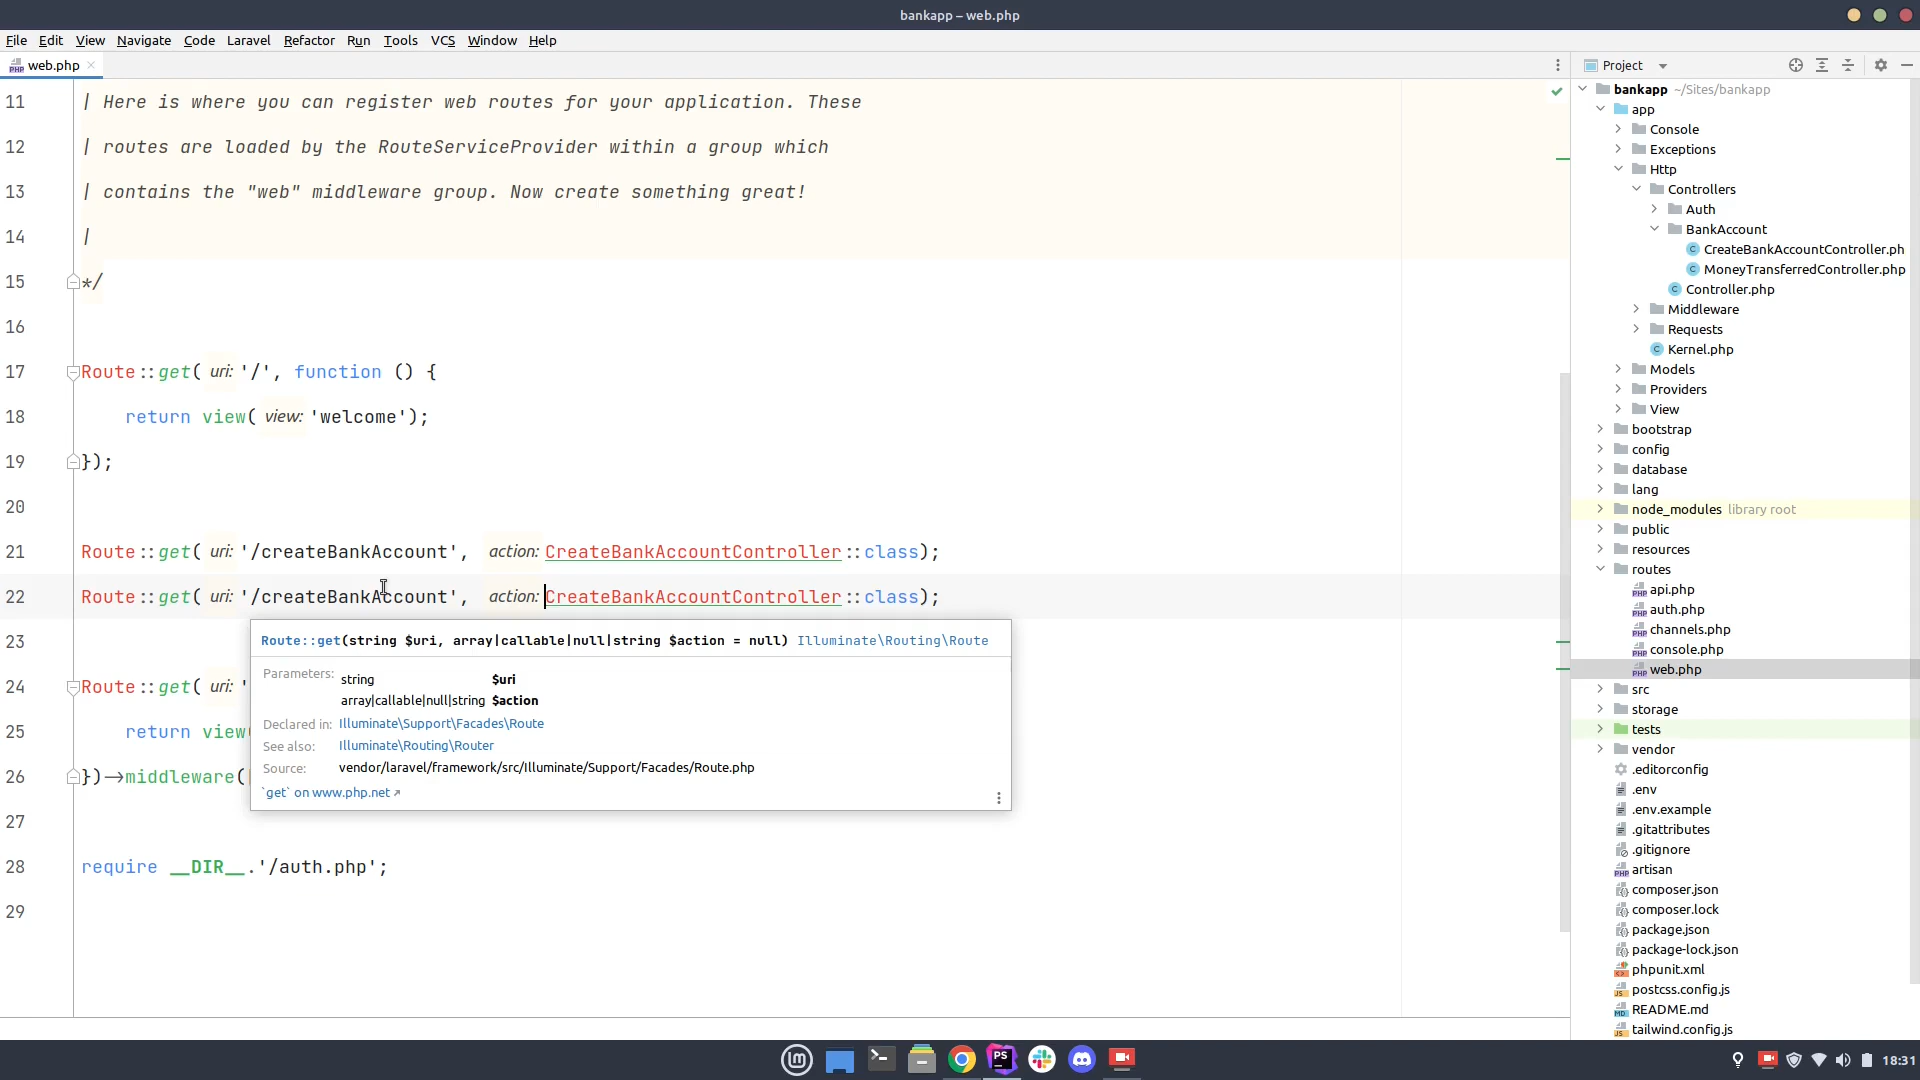 bankapp – web.php
File Edit View Navigate Code Laravel Refactor Run Tools VCS Window Help
web.php
11 | Here is where you can register web routes for your application. These
12 | routes are loaded by the RouteServiceProvider within a group which
13 | contains the "web" middleware group. Now create something great!
14 |
15 */
16
17 Route::get( uri: '/', function () {
18 return view( view: 'welcome');
19 });
20
21 Route::get( uri: '/createBankAccount', action: CreateBankAccountController::class);
22 Route::get( uri: '/createBankAccount', action: CreateBankAccountController::class);
23
24 Route::get( uri: '
25 return view(
26 })->middleware(
27
28 require __DIR__.'/auth.php';
29
Route::get(string $uri, array|callable|null|string $action = null) Illuminate\Routing\Route
Parameters: string $uri
array|callable|null|string $action
Declared in: Illuminate\Support\Facades\Route
See also: Illuminate\Routing\Router
Source: vendor/laravel/framework/src/Illuminate/Support/Facades/Route.php
`get` on www.php.net ↗
Project
bankapp ~/Sites/bankapp
app
Console
Exceptions
Http
Controllers
Auth
BankAccount
CreateBankAccountController.ph
MoneyTransferredController.php
Controller.php
Middleware
Requests
Kernel.php
Models
Providers
View
bootstrap
config
database
lang
node_modules library root
public
resources
routes
api.php
auth.php
channels.php
console.php
web.php
src
storage
tests
vendor
.editorconfig
.env
.env.example
.gitattributes
.gitignore
artisan
composer.json
composer.lock
package.json
package-lock.json
phpunit.xml
postcss.config.js
README.md
tailwind.config.js
PS
18:31